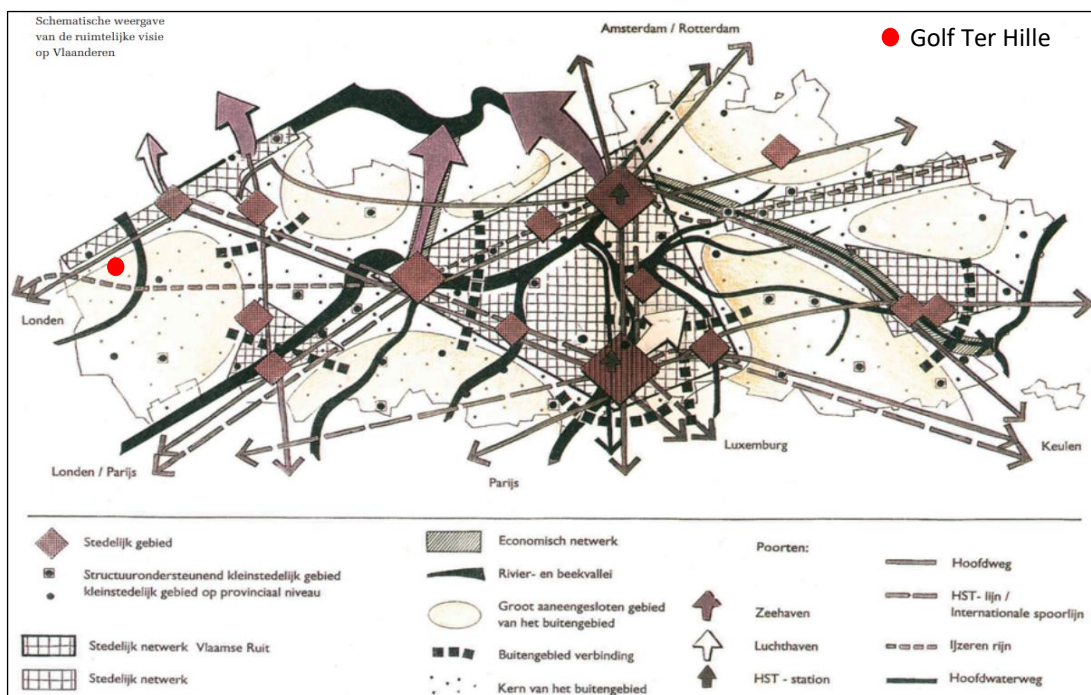 Schematische weergave
van de ruimtelijke visie
op Vlaanderen
Amsterdam / Rotterdam
Golf Ter Hille
Londen
Londen / Parijs
Parijs
Luxemburg
Keulen
Stedelijk gebied
Structuurondersteunend kleinstedelijk gebied
kleinstedelijk gebied op provinciaal niveau
Stedelijk netwerk Vlaamse Ruit
Stedelijk netwerk
Economisch netwerk
Rivier- en beekvallei
Groot aaneengesloten gebied
van het buitengebied
Buitengebied verbinding
Kern van het buitengebied
Poorten:
Zeehaven
Luchthaven
HST - station
Hoofdweg
HST- lijn /
Internationale spoorlijn
IJzeren rijn
Hoofdwaterweg